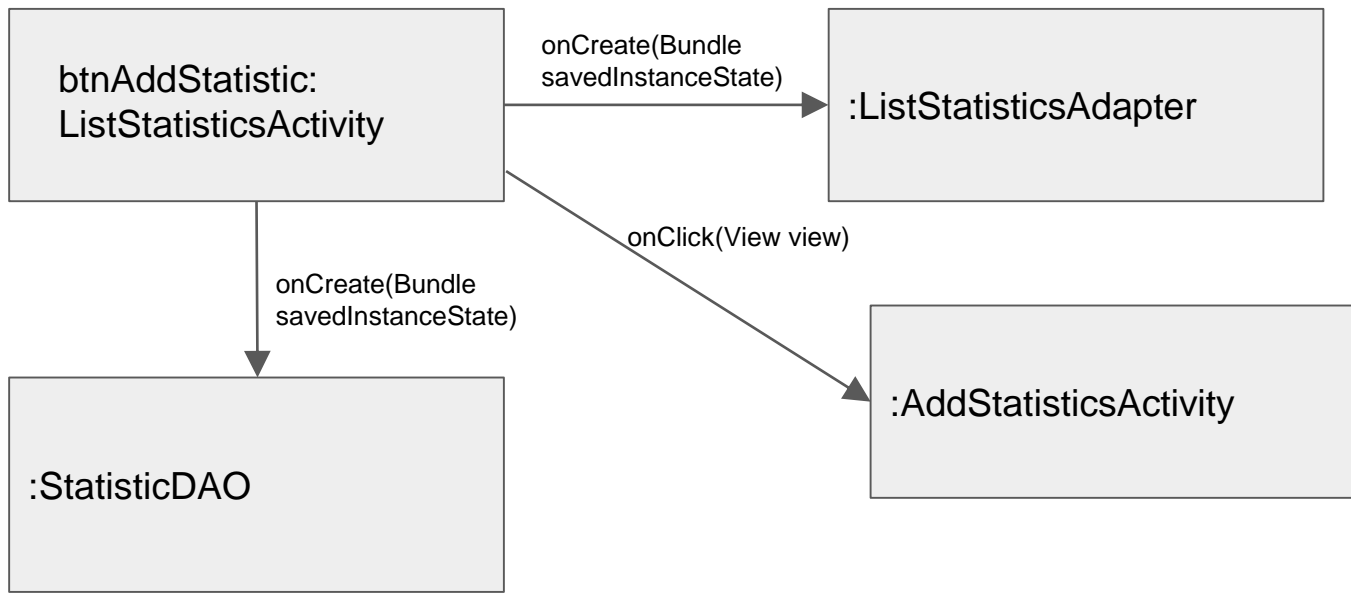 btnAddStatistic:
ListStatisticsActivity
onCreate(Bundle
savedInstanceState)
:ListStatisticsAdapter
onClick(View view)
onCreate(Bundle
savedInstanceState)
:AddStatisticsActivity
:StatisticDAO